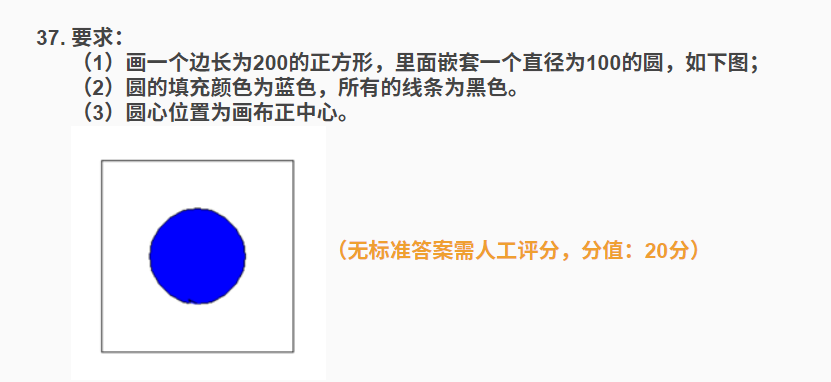 37. 要求：
（1）画一个边长为200的正方形，里面嵌套一个直径为100的圆，如下图；
（2）圆的填充颜色为蓝色，所有的线条为黑色。
（3）圆心位置为画布正中心。
（无标准答案需人工评分，分值：20分）